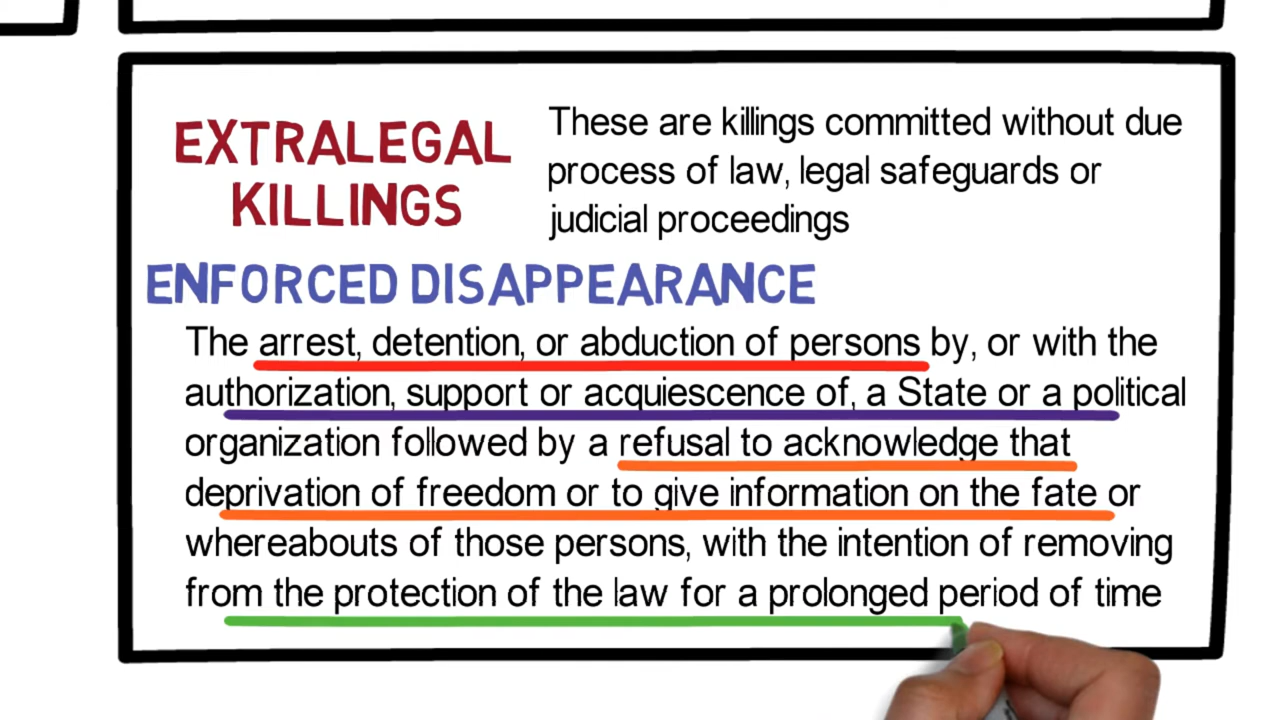 EXTRALEGAL
KILLINGS
These are killings committed without due
process of law, legal safeguards or
judicial proceedings
ENFORCED DISAPPEARANCE
The arrest, detention, or abduction of persons by, or with the
authorization, support or acquiescence of, a State or a political
organization followed by a refusal to acknowledge that
deprivation of freedom or to give information on the fate or
whereabouts of those persons, with the intention of removing
from the protection of the law for a prolonged period of time